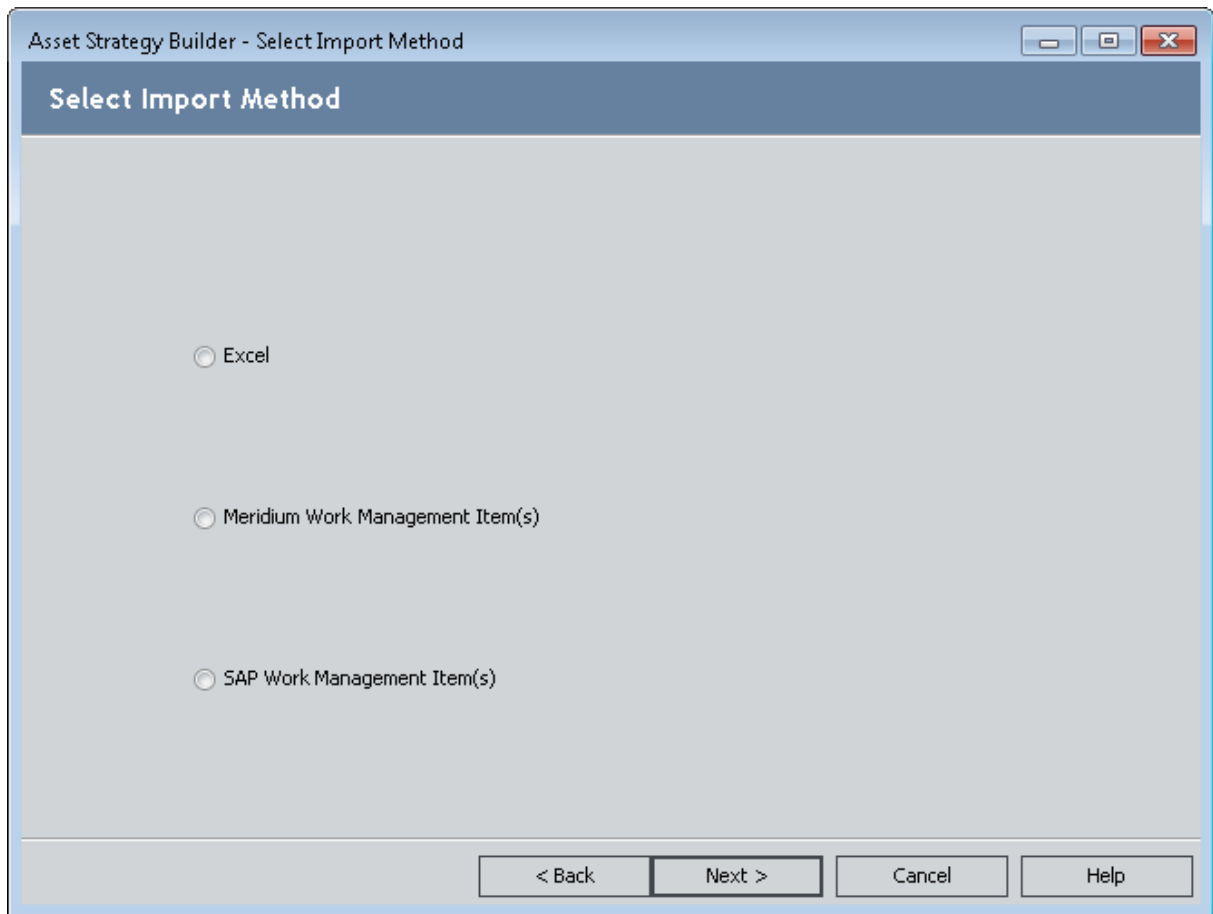 Asset Strategy Builder - Select Import Method
Select Import Method
Excel
Meridium Work Management Item(s)
SAP Work Management Item(s)
< Back Next > Cancel Help